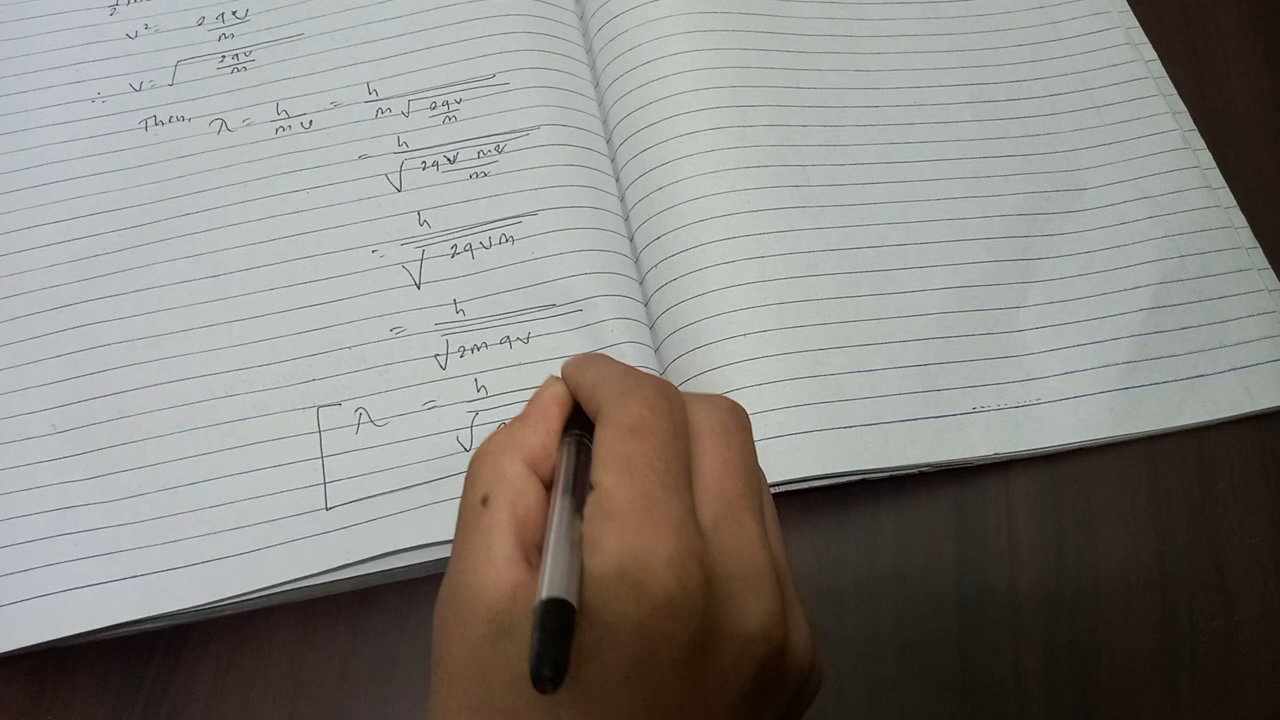 v² = 2qv/m
∴ v = √(2qv/m)
Then, λ = h/mv = h/(m√(2qv/m))
= h/√(2qv m²/m)
= h/√(2qvm)
= h/√(2mqv)
λ = h/√